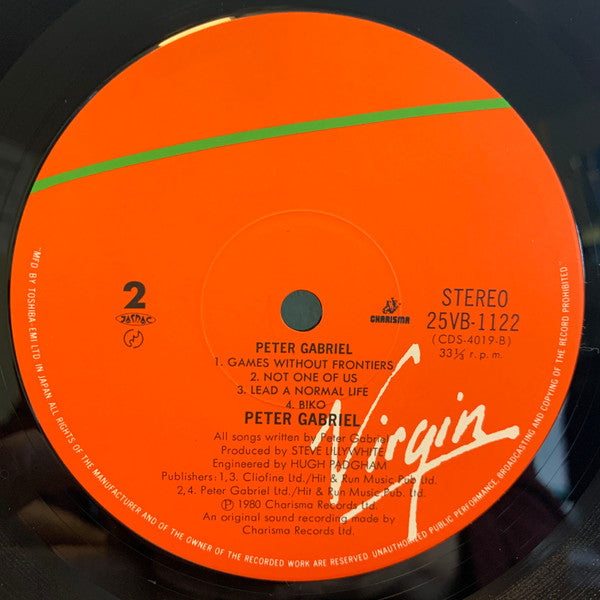 2
JASRAC
CHARISMA
STEREO
25VB-1122
(CDS-4019-B)
33⅓ r.p.m.
PETER GABRIEL
1. GAMES WITHOUT FRONTIERS
2. NOT ONE OF US
3. LEAD A NORMAL LIFE
4. BIKO
PETER GABRIEL
All songs written by Peter Gabriel
Produced by STEVE LILLYWHITE
Engineered by HUGH PADGHAM
Publishers: 1,3. Cliofine Ltd./Hit & Run Music Pub Ltd.
2,4. Peter Gabriel Ltd./Hit & Run Music Pub Ltd.
Ⓟ 1980 Charisma Records Ltd.
An original sound recording made by
Charisma Records Ltd.
Virgin
"MFD BY TOSHIBA-EMI LTD IN JAPAN ALL RIGHTS OF THE MANUFACTURER AND OF THE OWNER OF THE RECORDED WORK ARE RESERVED. UNAUTHORIZED PUBLIC PERFORMANCE, BROADCASTING AND COPYING OF THE RECORD PROHIBITED"